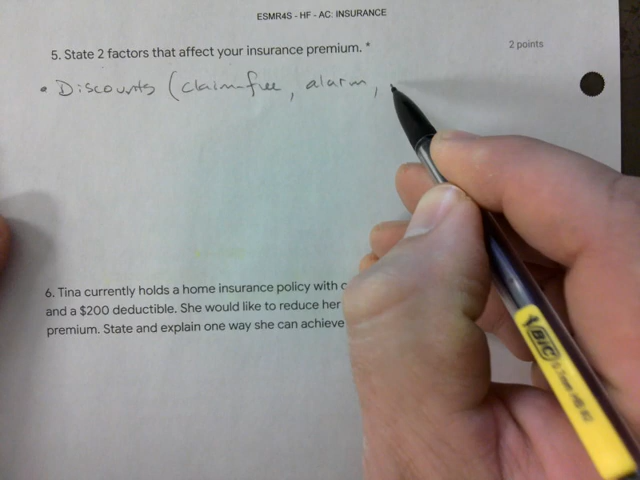 ESMR4S - HF - AC: INSURANCE
5. State 2 factors that affect your insurance premium. *
2 points
• Discounts (claim-free, alarm,
6. Tina currently holds a home insurance policy with
and a $200 deductible. She would like to reduce her
premium. State and explain one way she can achieve
BIC